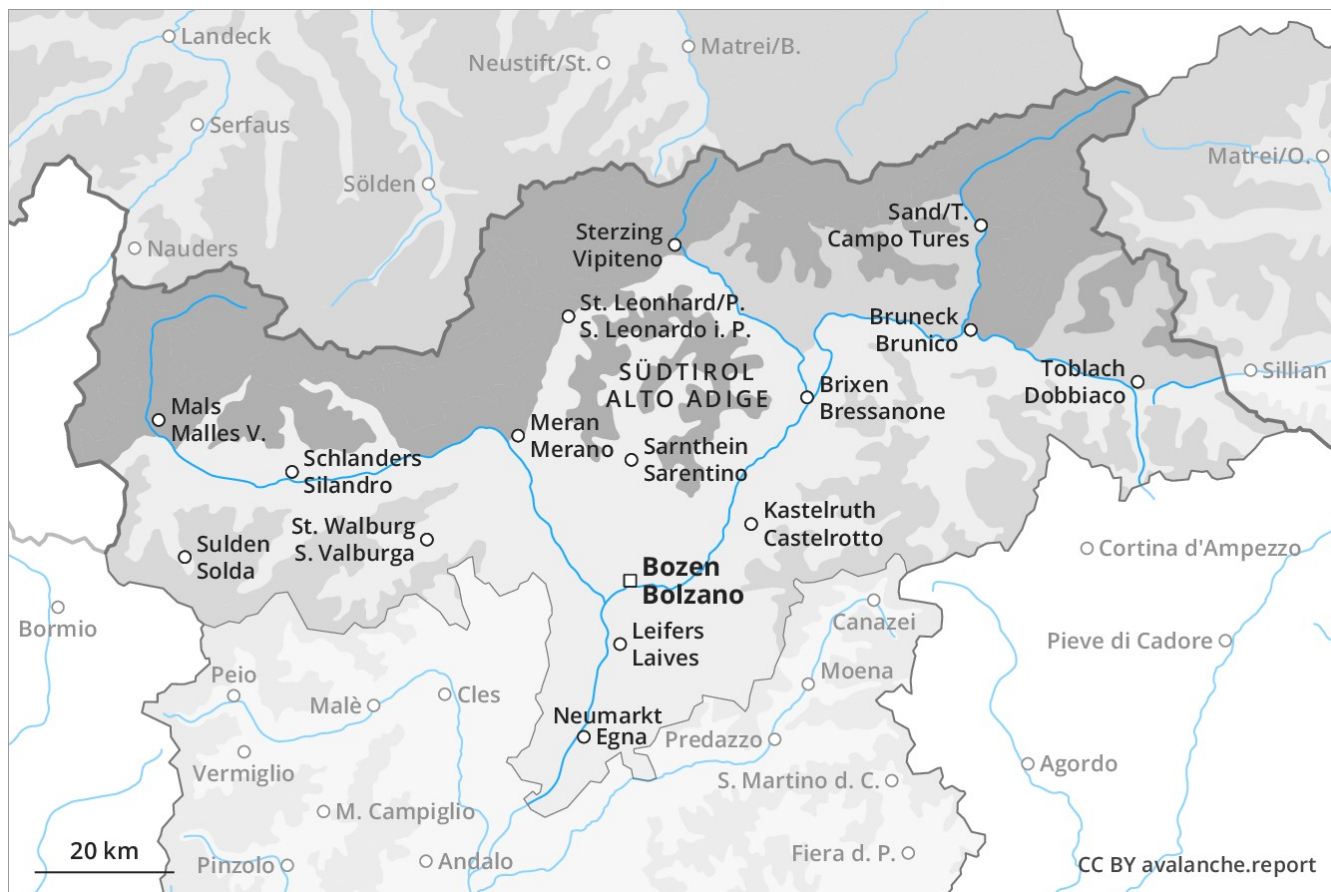 Landeck
Neustift/St.
Matrei/B.
Serfaus
Sölden
Matrei/O.
Nauders
Sterzing
Vipiteno
Sand/T.
Campo Tures
St. Leonhard/P.
S. Leonardo i. P.
Bruneck
Brunico
SÜDTIROL
ALTO ADIGE
Toblach
Dobbiaco
Sillian
Brixen
Bressanone
Mals
Malles V.
Meran
Merano
Sarnthein
Sarentino
Schlanders
Silandro
St. Walburg
S. Valburga
Kastelruth
Castelrotto
Sulden
Solda
Cortina d'Ampezzo
Bozen
Bolzano
Bormio
Canazei
Leifers
Laives
Pieve di Cadore
Peio
Moena
Malè
Cles
Neumarkt
Egna
Predazzo
Vermiglio
Agordo
S. Martino d. C.
M. Campiglio
20 km
Pinzolo
Andalo
Fiera d. P.
CC BY avalanche.report